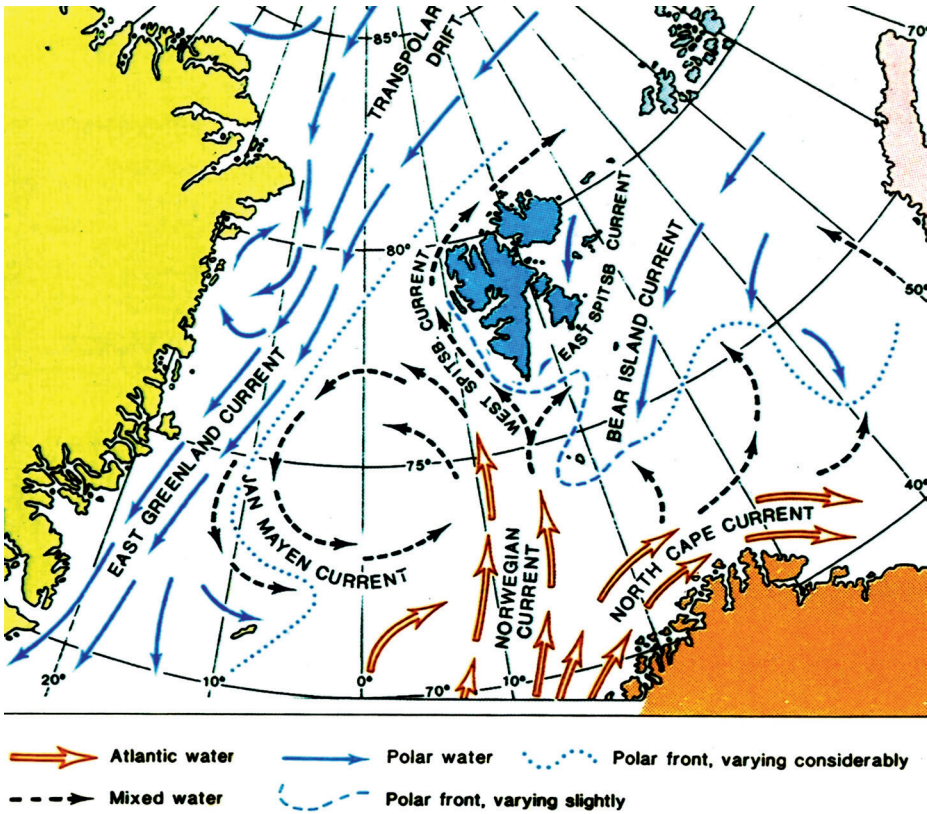 85°
TRANSPOLAR
DRIFT
70°
80°
50°
WEST SPITSB. CURRENT
EAST SPITSB CURRENT
BEAR ISLAND CURRENT
EAST GREENLAND CURRENT
75°
JAN MAYEN CURRENT
40°
NORWEGIAN
CURRENT
NORTH CAPE CURRENT
20°
10°
0°
70°
10°
Atlantic water
Polar water
Polar front, varying considerably
Mixed water
Polar front, varying slightly